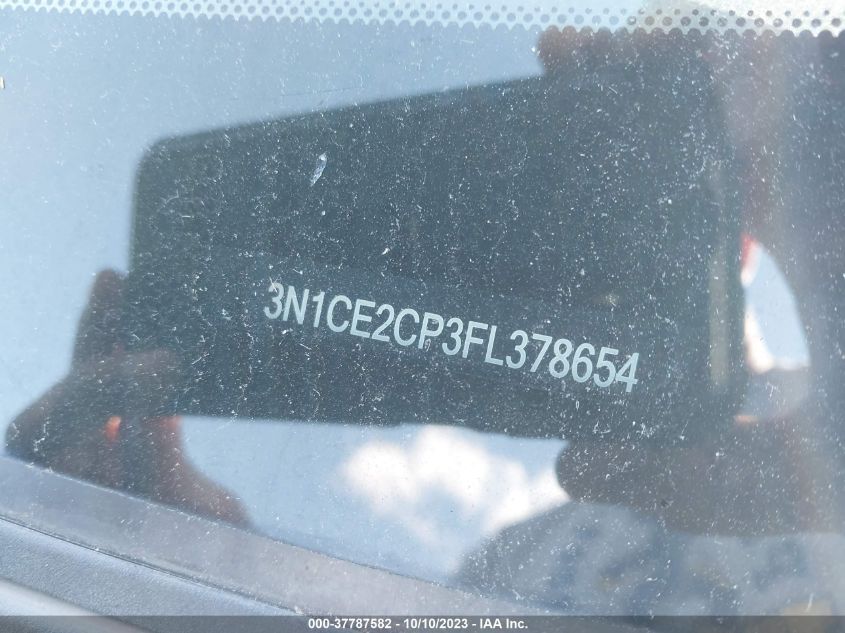 3N1CE2CP3FL378654
000-37787582 - 10/10/2023 - IAA Inc.